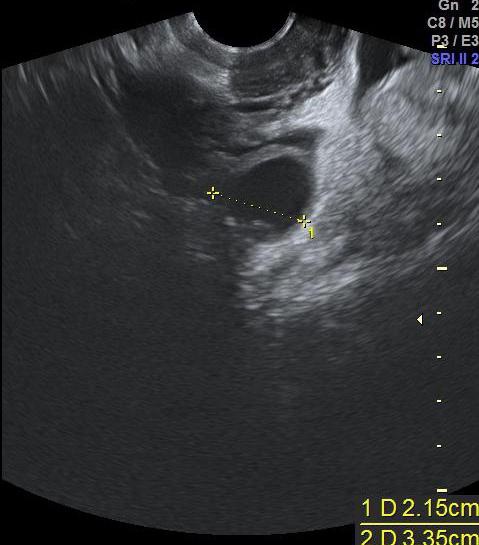 Gn 2
C8 / M5
P3 / E3
SRI.II 2
1
1 D 2.15cm
2 D 3.35cm